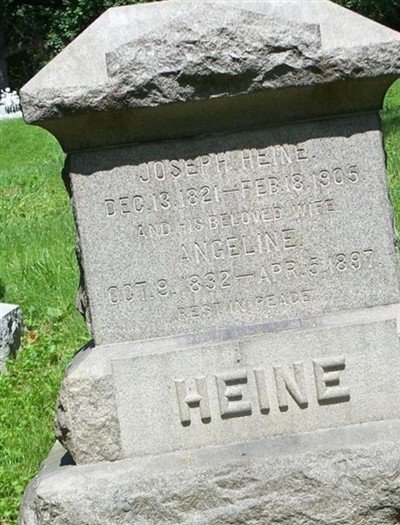 JOSEPH HEINE.
DEC. 13. 1821 — FEB. 18. 1905
AND HIS BELOVED WIFE
ANGELINE.
OCT. 9. 1832 — APR. 5. 1897.
REST IN PEACE
HEINE